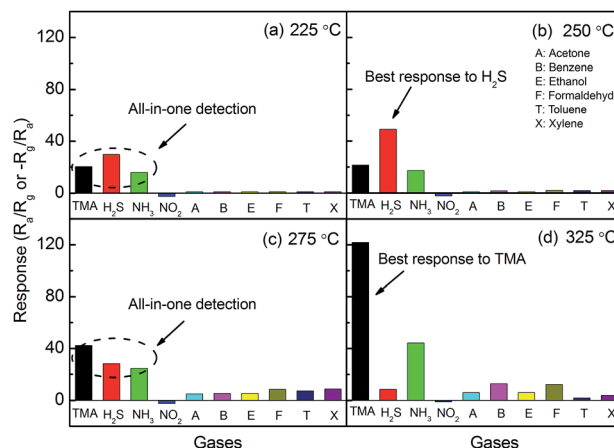 Response (Rₐ/R_g or -R_g/Rₐ)
120
80
40
0
(a) 225 °C
All-in-one detection
TMA H₂S NH₃ NO₂ A B E F T X
(b) 250 °C
A: Acetone
B: Benzene
E: Ethanol
F: Formaldehyd
T: Toluene
X: Xylene
Best response to H₂S
TMA H₂S NH₃ NO₂ A B E F T X
120
80
40
0
(c) 275 °C
All-in-one detection
TMA H₂S NH₃ NO₂ A B E F T X
(d) 325 °C
Best response to TMA
TMA H₂S NH₃ NO₂ A B E F T X
Gases
Gases